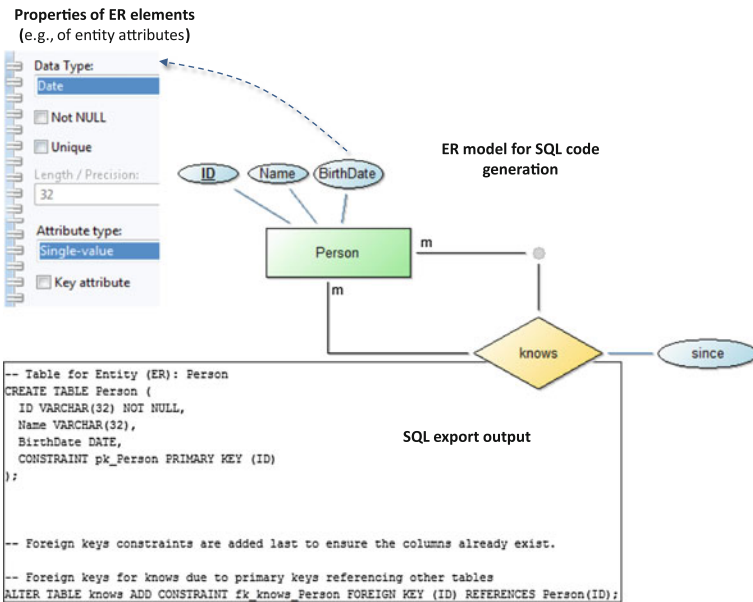 Properties of ER elements
(e.g., of entity attributes)
Data Type:
Date
Not NULL
Unique
Length / Precision:
32
Attribute type:
Single-value
Key attribute
ER model for SQL code
generation
ID
Name
BirthDate
Person
m
m
knows
since
SQL export output
-- Table for Entity (ER): Person
CREATE TABLE Person (
ID VARCHAR(32) NOT NULL,
Name VARCHAR(32),
BirthDate DATE,
CONSTRAINT pk_Person PRIMARY KEY (ID)
);
-- Foreign keys constraints are added last to ensure the columns already exist.
-- Foreign keys for knows due to primary keys referencing other tables
ALTER TABLE knows ADD CONSTRAINT fk_knows_Person FOREIGN KEY (ID) REFERENCES Person(ID);